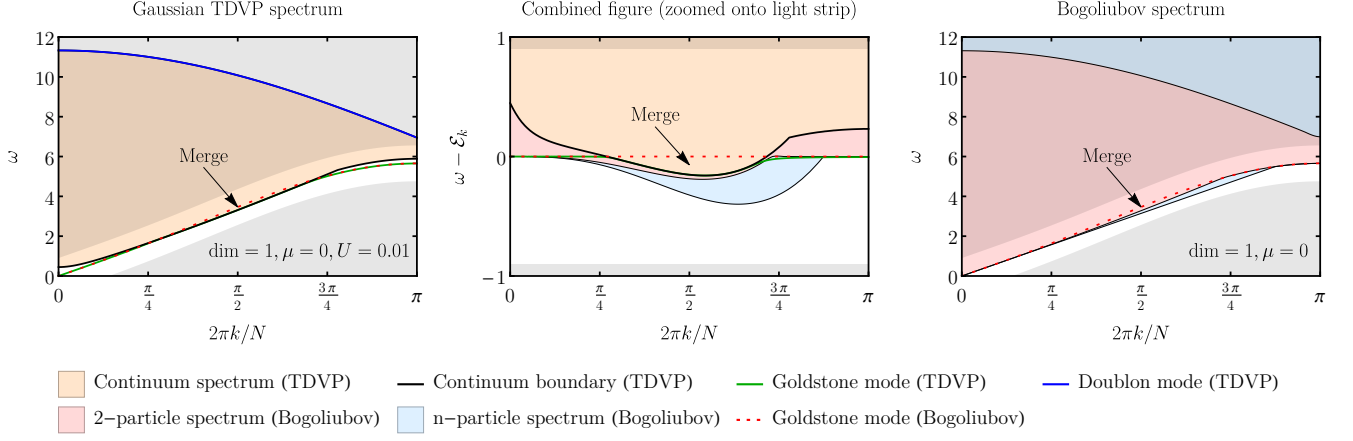 Gaussian TDVP spectrum
12
10
8
6
4
2
0
ω
Merge
dim = 1, μ = 0, U = 0.01
0
π/4
π/2
3π/4
π
2πk/N
Combined figure (zoomed onto light strip)
1
0
−1
ω − ℰₖ
Merge
0
π/4
π/2
3π/4
π
2πk/N
Bogoliubov spectrum
12
10
8
6
4
2
0
ω
Merge
dim = 1, μ = 0
0
π/4
π/2
3π/4
π
2πk/N
Continuum spectrum (TDVP)
Continuum boundary (TDVP)
Goldstone mode (TDVP)
Doublon mode (TDVP)
2−particle spectrum (Bogoliubov)
n−particle spectrum (Bogoliubov)
Goldstone mode (Bogoliubov)